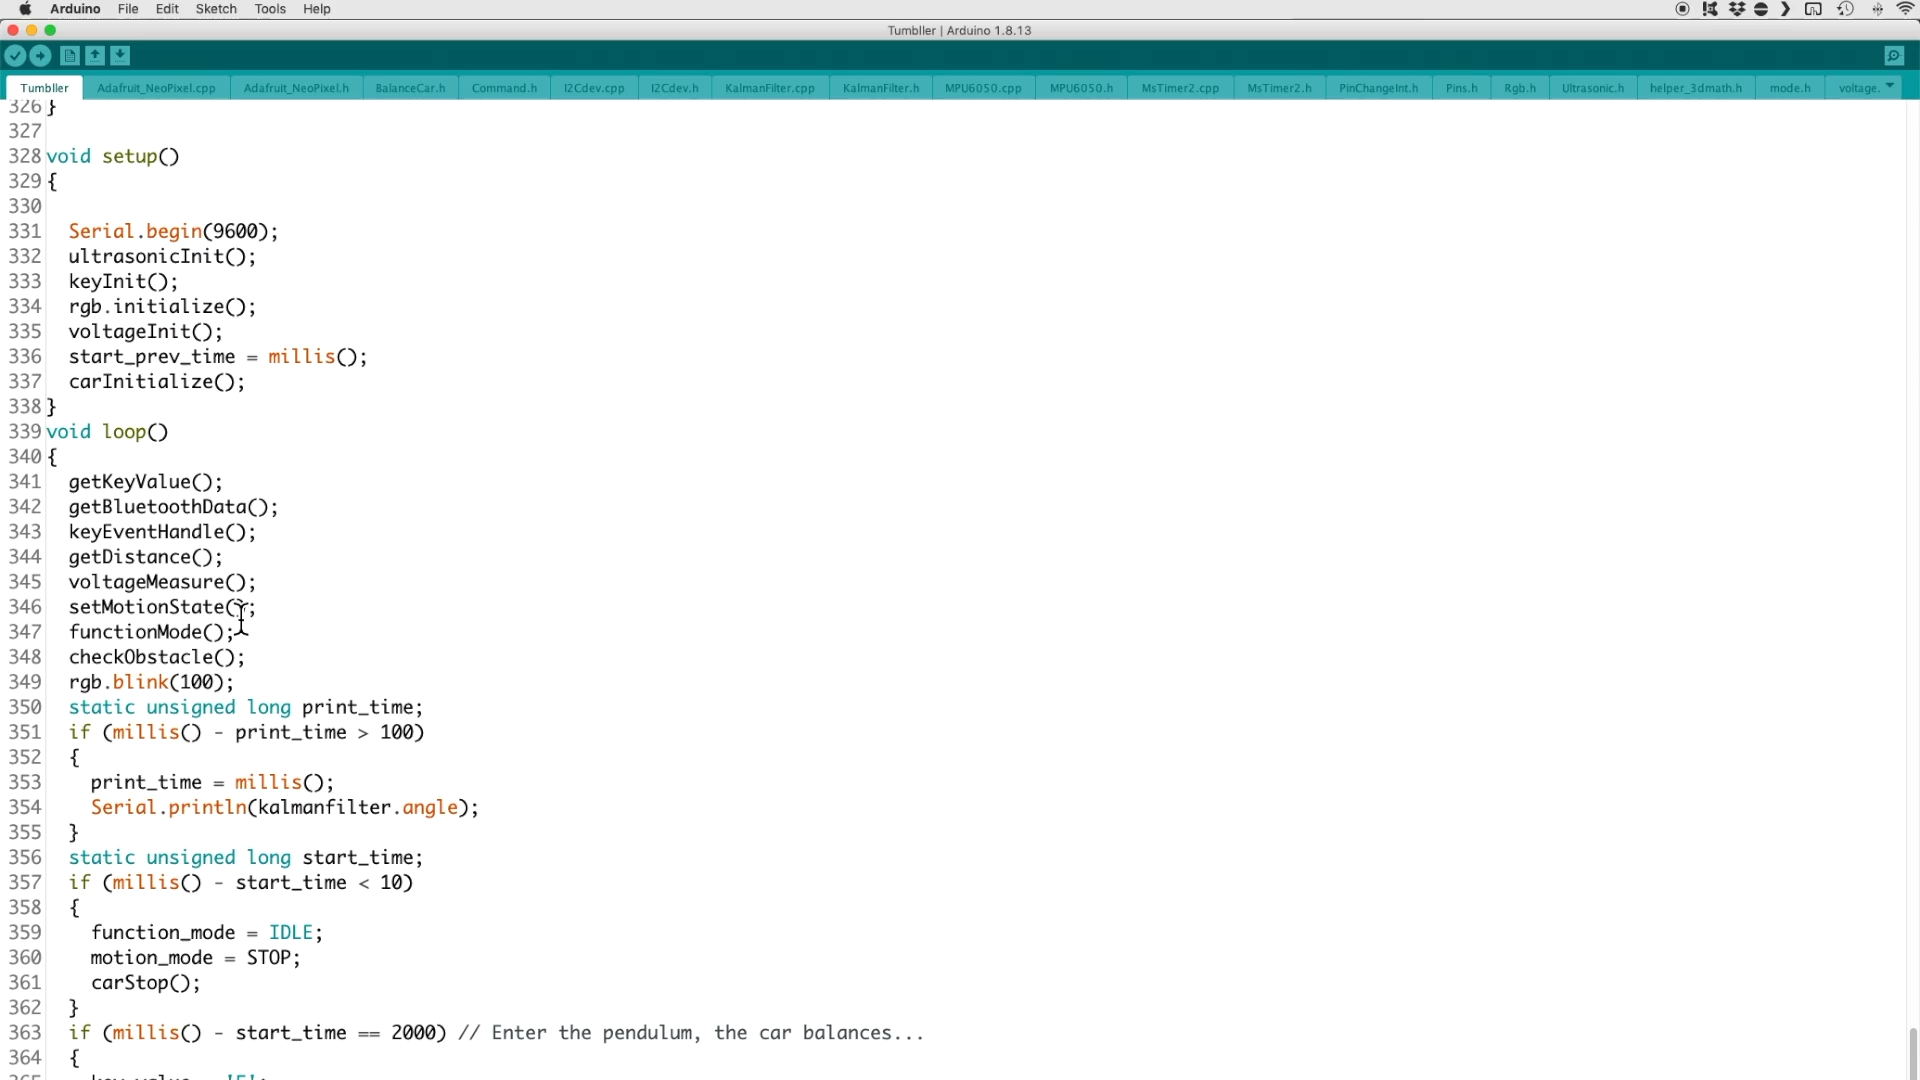 Arduino File Edit Sketch Tools Help
Tumbller | Arduino 1.8.13
Tumbller Adafruit_NeoPixel.cpp Adafruit_NeoPixel.h BalanceCar.h Command.h I2Cdev.cpp I2Cdev.h KalmanFilter.cpp KalmanFilter.h MPU6050.cpp MPU6050.h MsTimer2.cpp MsTimer2.h PinChangeInt.h Pins.h Rgb.h Ultrasonic.h helper_3dmath.h mode.h voltage.
326 }
327
328 void setup()
329 {
330
331 Serial.begin(9600);
332 ultrasonicInit();
333 keyInit();
334 rgb.initialize();
335 voltageInit();
336 start_prev_time = millis();
337 carInitialize();
338 }
339 void loop()
340 {
341 getKeyValue();
342 getBluetoothData();
343 keyEventHandle();
344 getDistance();
345 voltageMeasure();
346 setMotionState();
347 functionMode();
348 checkObstacle();
349 rgb.blink(100);
350 static unsigned long print_time;
351 if (millis() - print_time > 100)
352 {
353 print_time = millis();
354 Serial.println(kalmanfilter.angle);
355 }
356 static unsigned long start_time;
357 if (millis() - start_time < 10)
358 {
359 function_mode = IDLE;
360 motion_mode = STOP;
361 carStop();
362 }
363 if (millis() - start_time == 2000) // Enter the pendulum, the car balances...
364 {